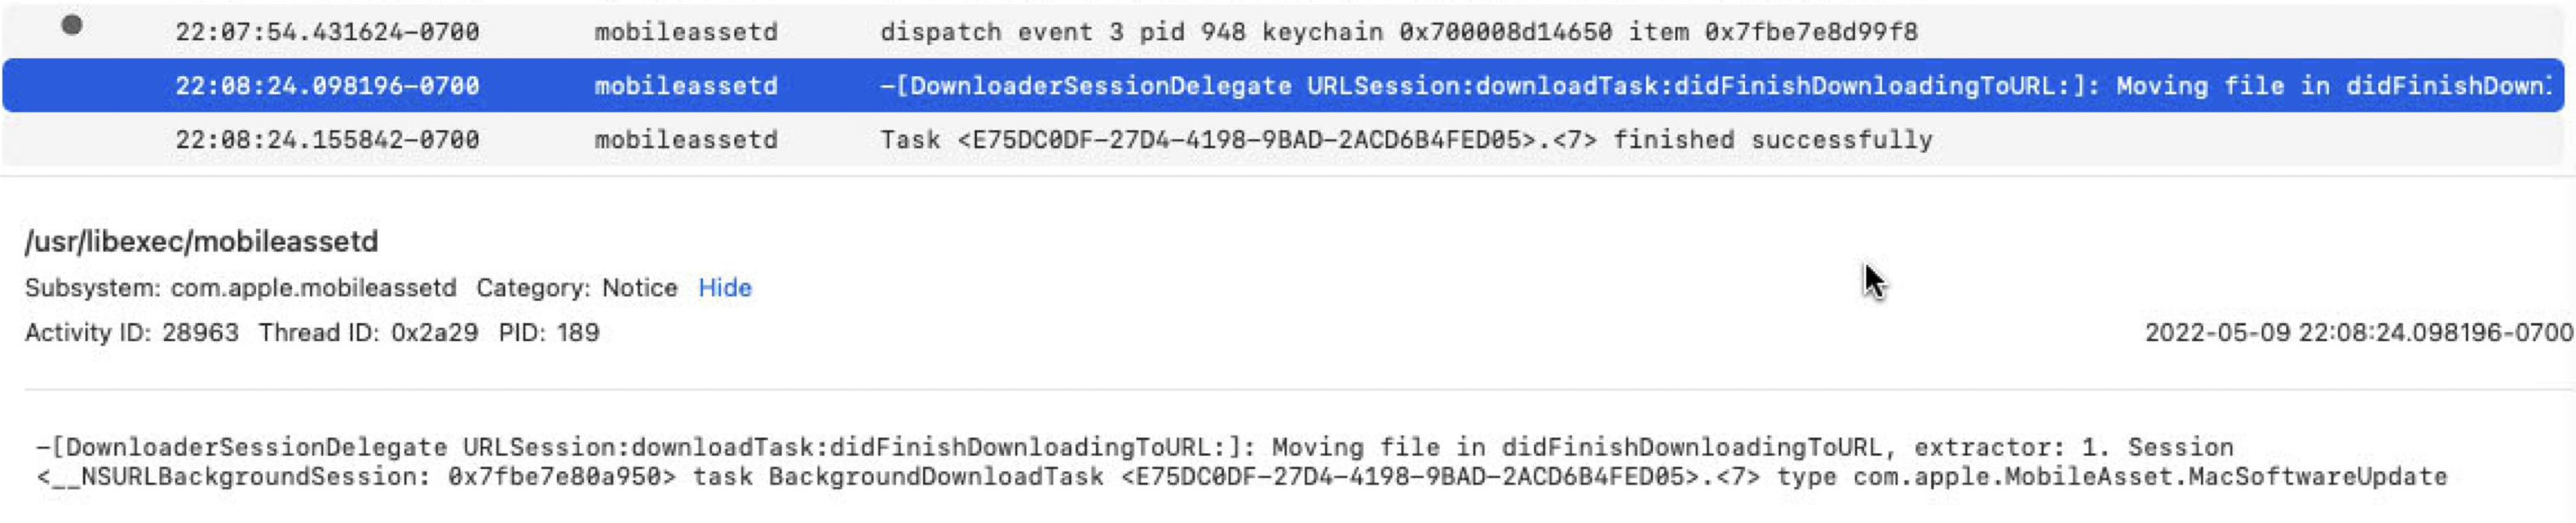 22:07:54.431624-0700 mobileassetd dispatch event 3 pid 948 keychain 0x700008d14650 item 0x7fbe7e8d99f8
22:08:24.098196-0700 mobileassetd -[DownloaderSessionDelegate URLSession:downloadTask:didFinishDownloadingToURL:]: Moving file in didFinishDown
22:08:24.155842-0700 mobileassetd Task <E75DC0DF-27D4-4198-9BAD-2ACD6B4FED05>.<7> finished successfully
/usr/libexec/mobileassetd
Subsystem: com.apple.mobileassetd Category: Notice Hide
Activity ID: 28963 Thread ID: 0x2a29 PID: 189 2022-05-09 22:08:24.098196-0700
-[DownloaderSessionDelegate URLSession:downloadTask:didFinishDownloadingToURL:]: Moving file in didFinishDownloadingToURL, extractor: 1. Session
<__NSURLBackgroundSession: 0x7fbe7e80a950> task BackgroundDownloadTask <E75DC0DF-27D4-4198-9BAD-2ACD6B4FED05>.<7> type com.apple.MobileAsset.MacSoftwareUpdate